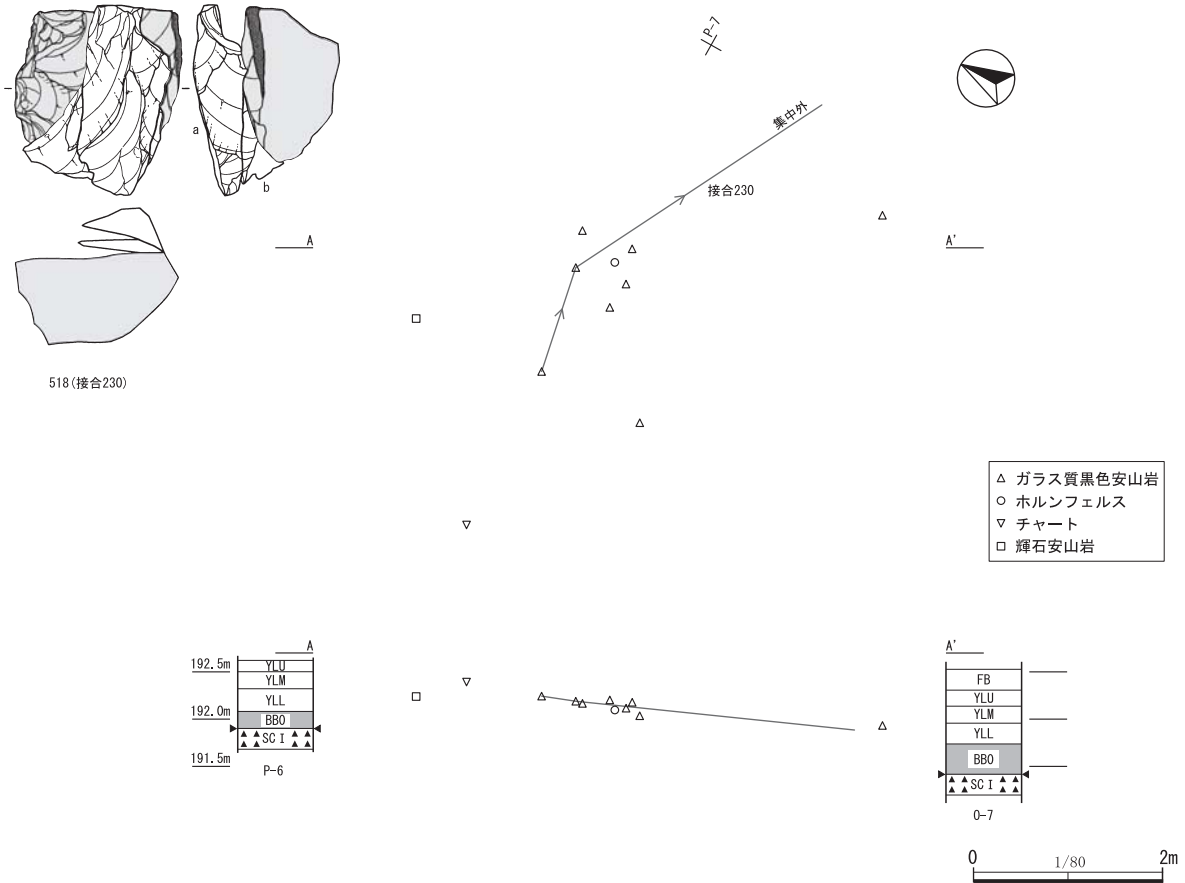 a
b
518(接合230)
P-7
集中外
接合230
A
A'
△ ガラス質黒色安山岩
○ ホルンフェルス
▽ チャート
□ 輝石安山岩
A
192.5m
192.0m
191.5m
YLU
YLM
YLL
BB0
SCⅠ
P-6
A'
FB
YLU
YLM
YLL
BB0
SCⅠ
O-7
0 1/80 2m